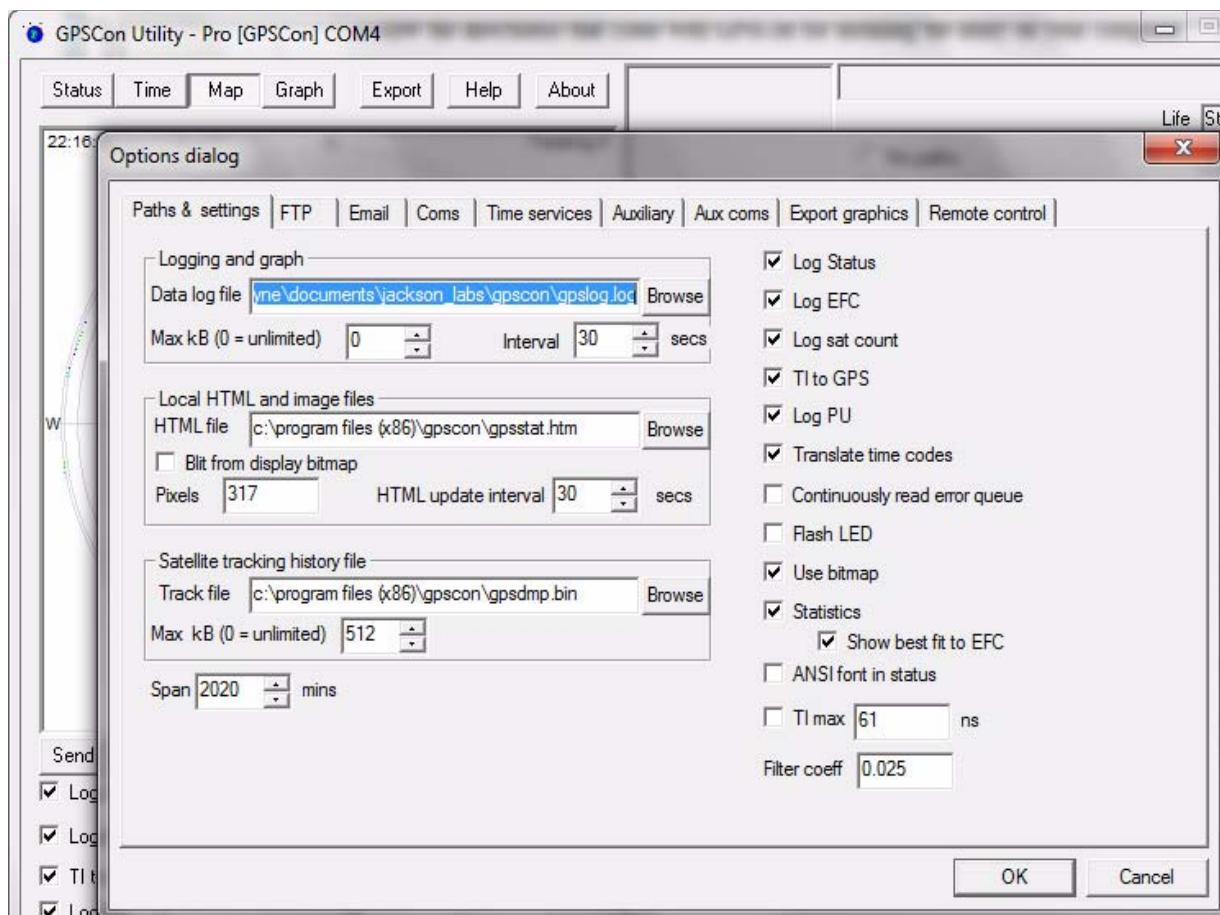 GPSCon Utility - Pro [GPSCon] COM4
Status Time Map Graph Export Help About
Life St
22:16:
Options dialog
Paths & settings FTP Email Coms Time services Auxiliary Aux coms Export graphics Remote control
Logging and graph
Data log file yne\documents\jackson_labs\gpscon\gpslog.log Browse
Max kB (0 = unlimited) 0 Interval 30 secs
Local HTML and image files
HTML file c:\program files (x86)\gpscon\gpsstat.htm Browse
Blit from display bitmap
Pixels 317 HTML update interval 30 secs
Satellite tracking history file
Track file c:\program files (x86)\gpscon\gpsdmp.bin Browse
Max kB (0 = unlimited) 512
Span 2020 mins
Log Status
Log EFC
Log sat count
TI to GPS
Log PU
Translate time codes
Continuously read error queue
Flash LED
Use bitmap
Statistics
Show best fit to EFC
ANSI font in status
TI max 61 ns
Filter coeff 0.025
W
Send
Log
Log
TI t
Log
OK Cancel